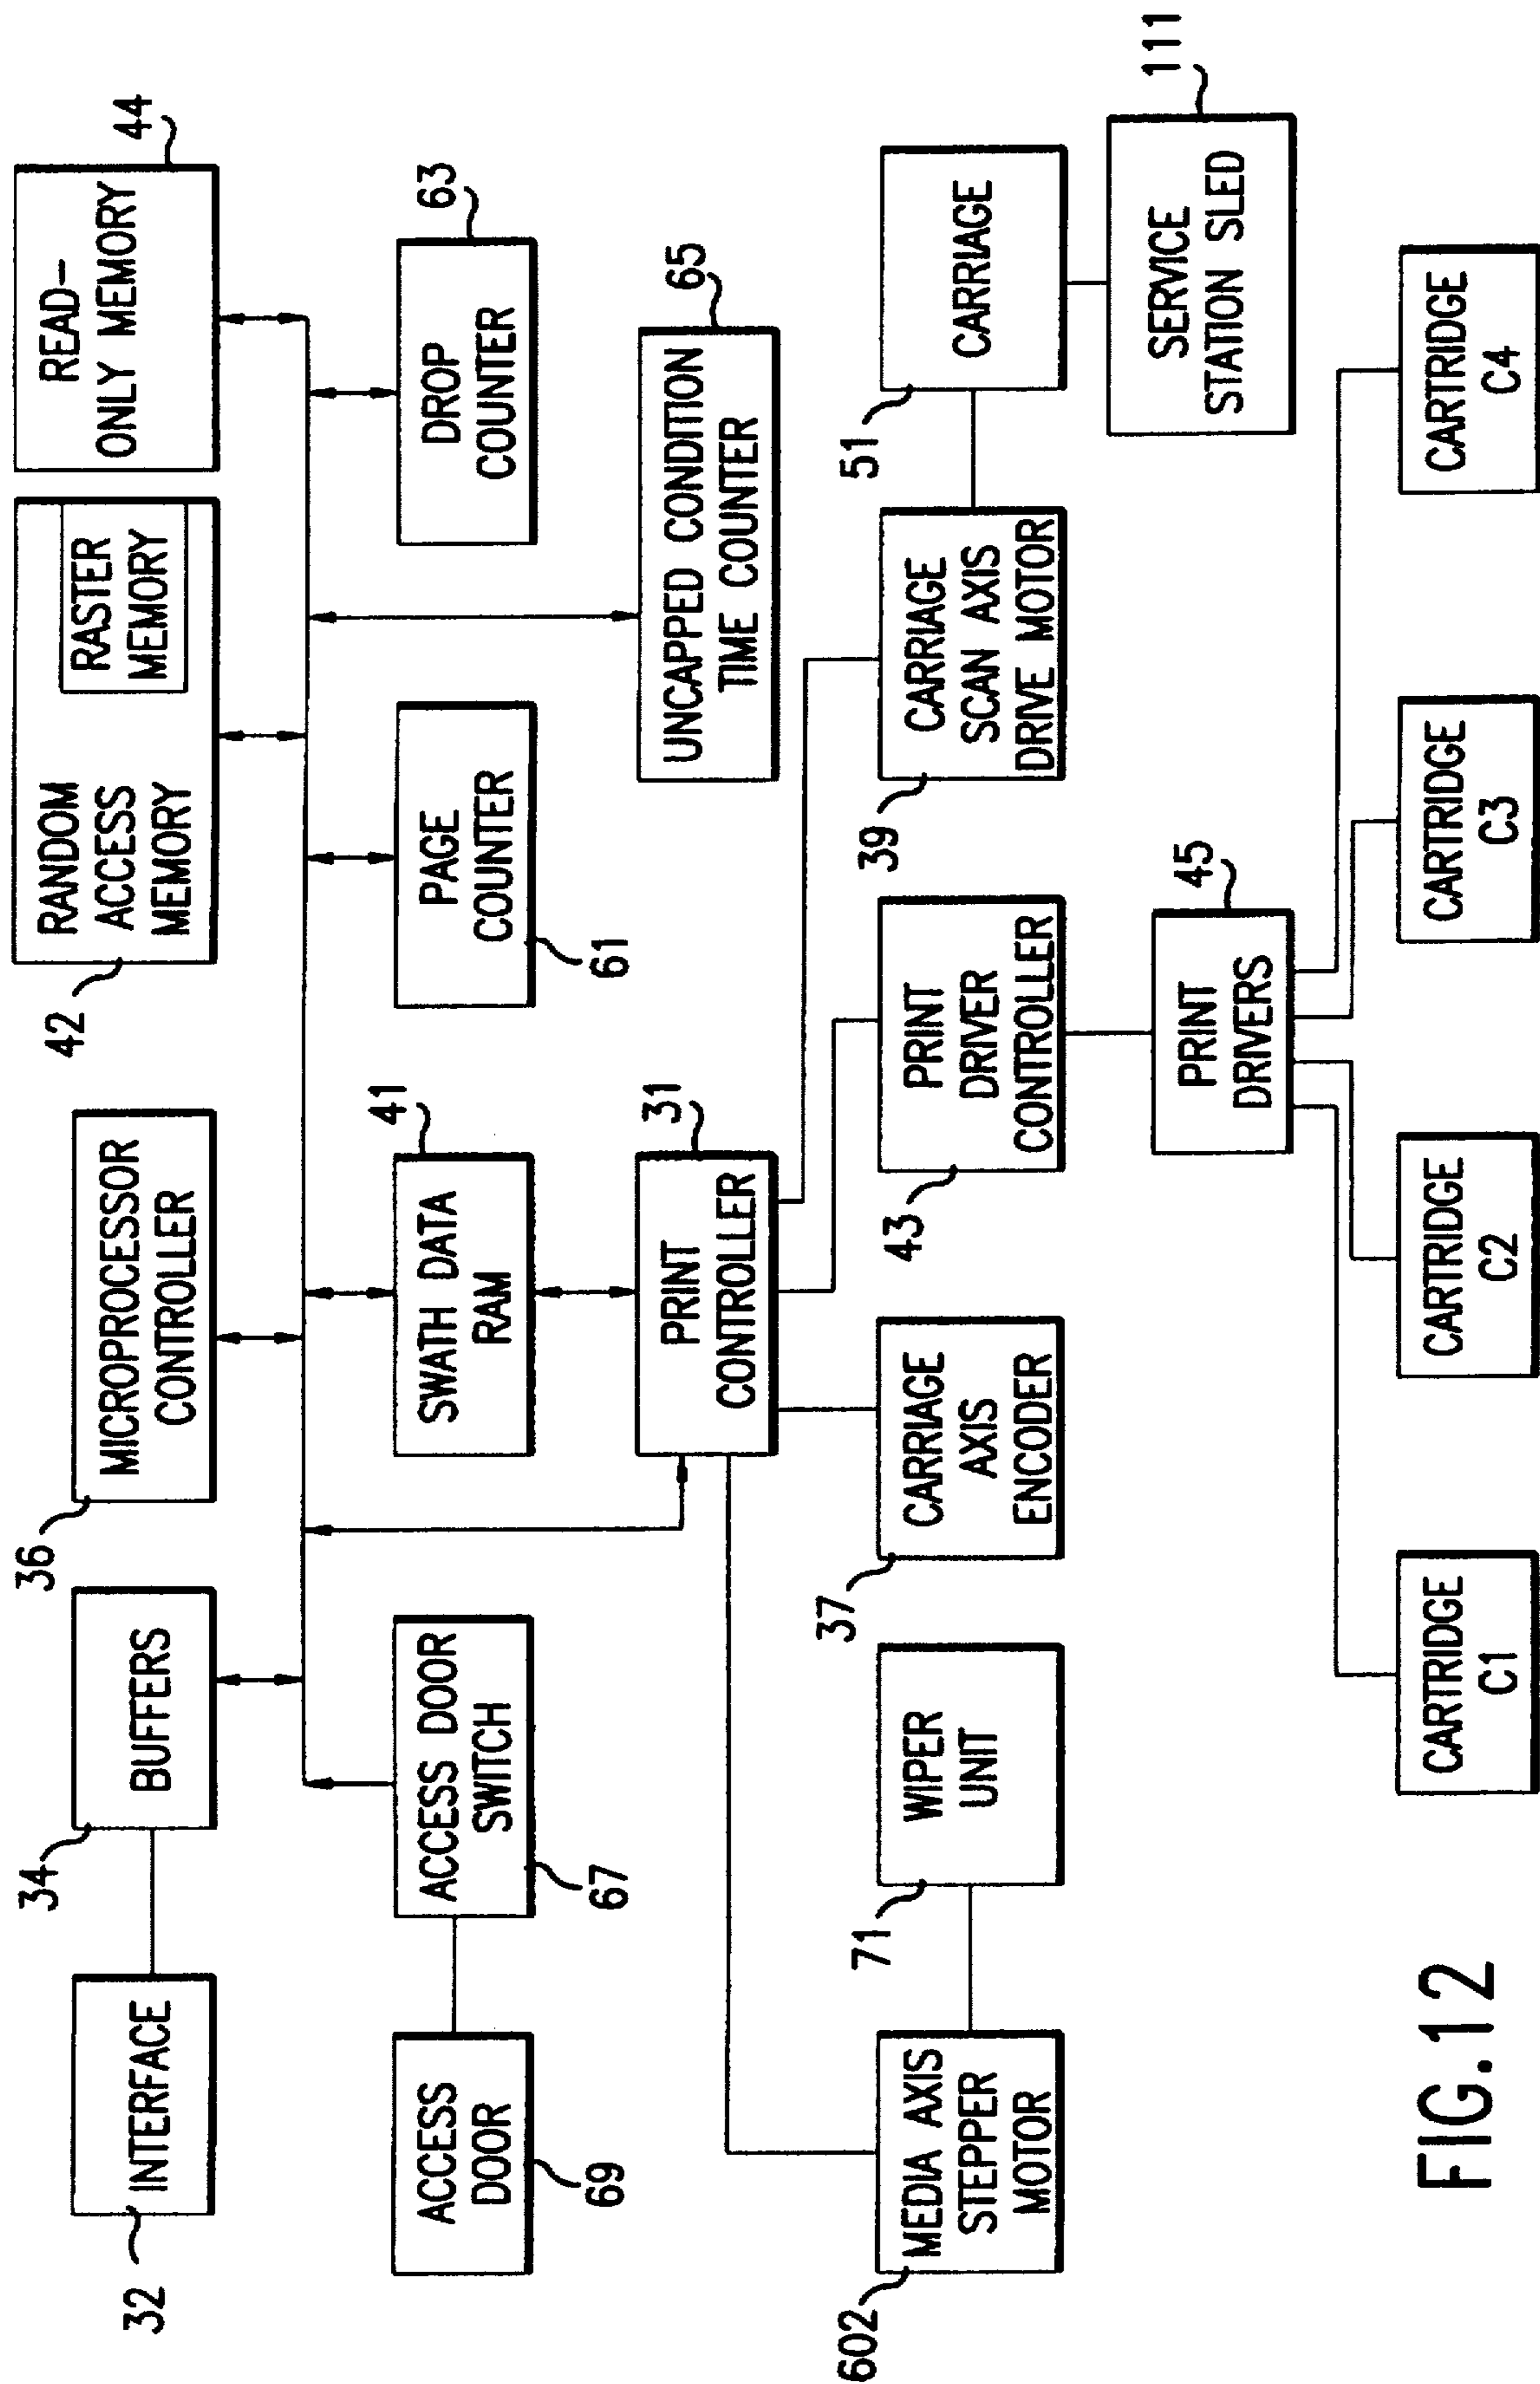 32
INTERFACE
34
BUFFERS
36
MICROPROCESSOR
CONTROLLER
42
RANDOM
ACCESS
MEMORY
RASTER
MEMORY
44
READ-
ONLY MEMORY
ACCESS
DOOR
69
ACCESS DOOR
SWITCH
67
41
SWATH DATA
RAM
PAGE
COUNTER
61
63
DROP
COUNTER
31
PRINT
CONTROLLER
65
UNCAPPED CONDITION
TIME COUNTER
602
MEDIA AXIS
STEPPER
MOTOR
71
WIPER
UNIT
37
CARRIAGE
AXIS
ENCODER
43
PRINT
DRIVER
CONTROLLER
39
CARRIAGE
SCAN AXIS
DRIVE MOTOR
51
CARRIAGE
45
PRINT
DRIVERS
111
SERVICE
STATION SLED
CARTRIDGE
C1
CARTRIDGE
C2
CARTRIDGE
C3
CARTRIDGE
C4
FIG.12